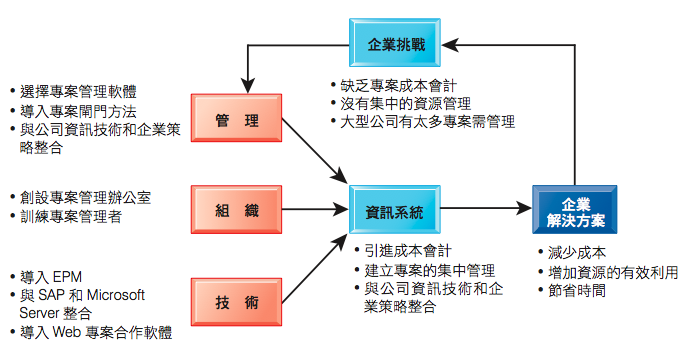 企業挑戰
• 缺乏專案成本會計
• 沒有集中的資源管理
• 大型公司有太多專案需管理
• 選擇專案管理軟體
• 導入專案閘門方法
• 與公司資訊技術和企業策
略整合
管 理
• 創設專案管理辦公室
• 訓練專案管理者
組 織
資訊系統
• 引進成本會計
• 建立專案的集中管理
• 與公司資訊技術和企
業策略整合
企業
解決方案
• 減少成本
• 增加資源的有效利用
• 節省時間
• 導入 EPM
• 與 SAP 和 Microsoft
Server 整合
• 導入 Web 專案合作軟體
技 術